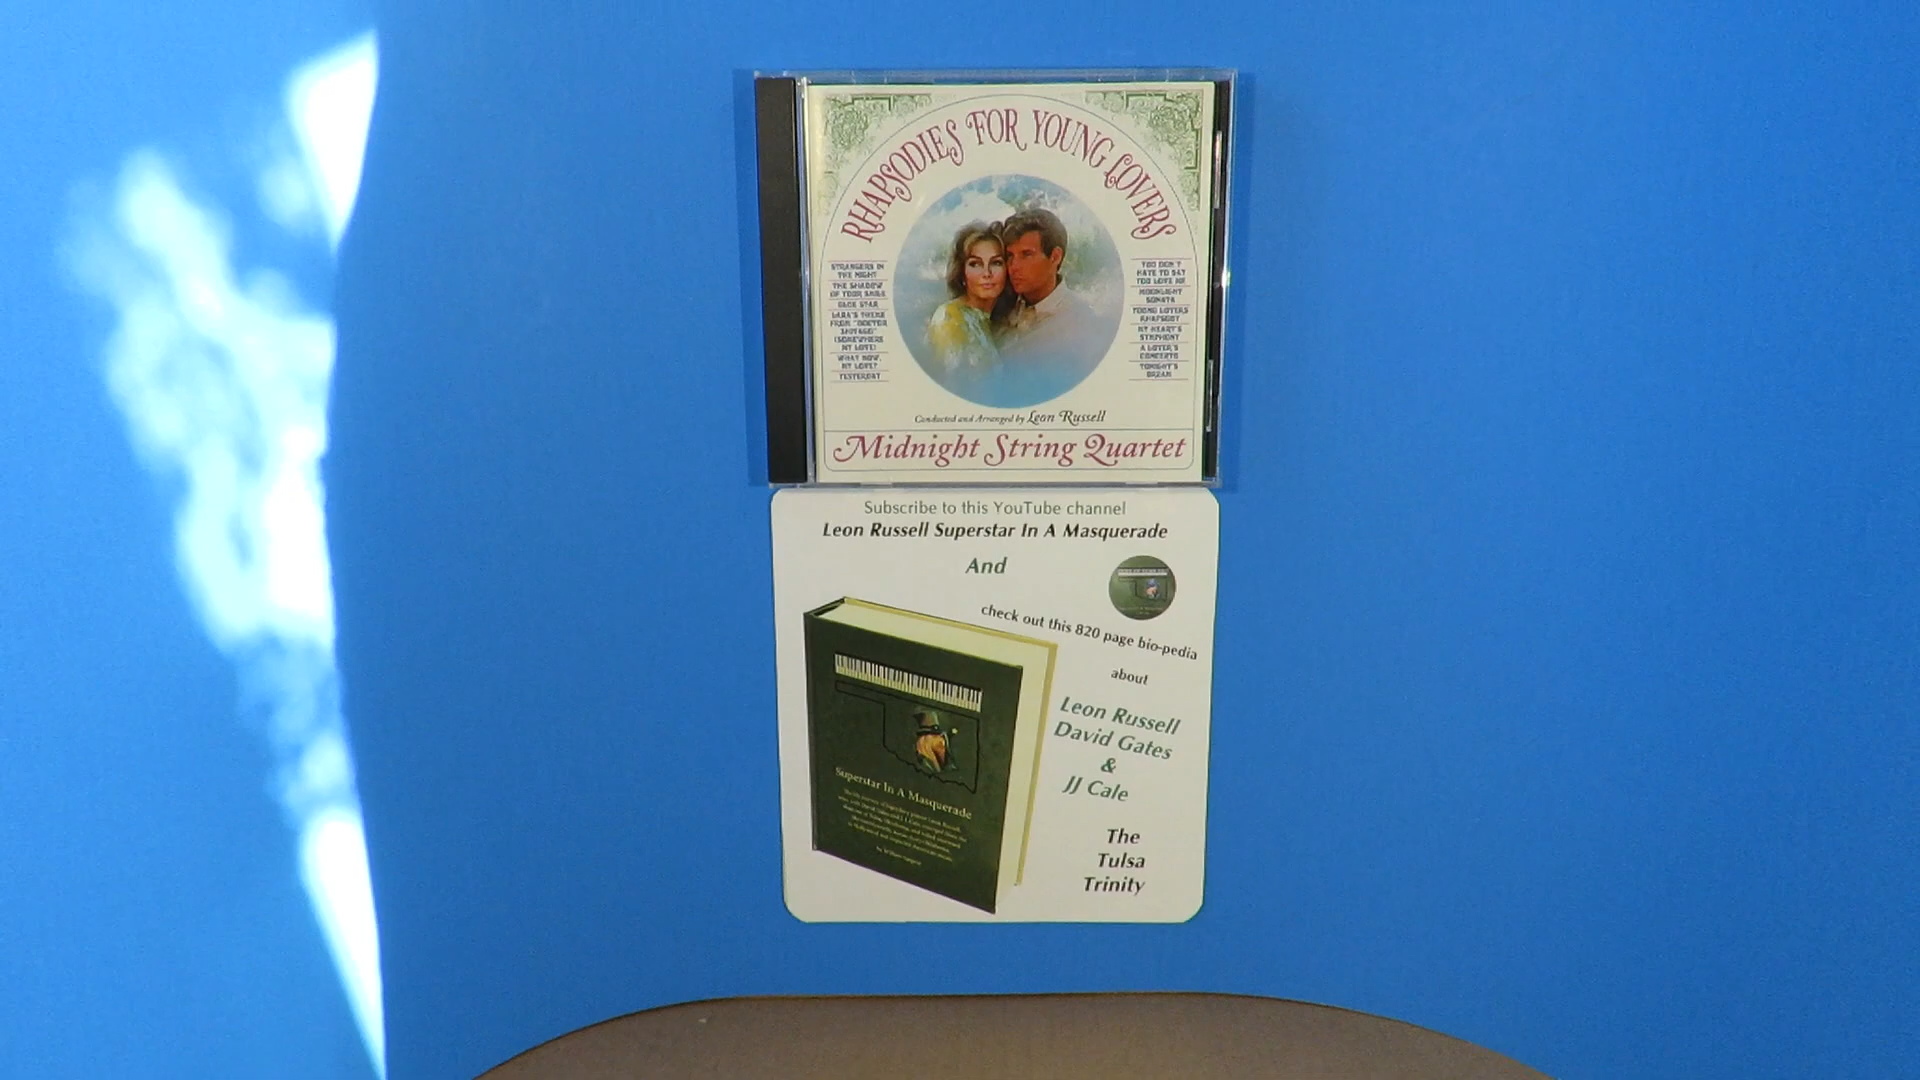 RHAPSODIES FOR YOUNG LOVERS
STRANGERS IN
THE NIGHT
THE SHADOW
OF YOUR SMILE
BLUE STAR
LARA'S THEME
FROM "DOCTOR
ZHIVAGO"
(SOMEWHERE
MY LOVE)
WHAT NOW,
MY LOVE?
YESTERDAY
YOU DON'T
HAVE TO SAY
YOU LOVE ME
MOONLIGHT
SONATA
YOUNG LOVERS
RHAPSODY
MY HEART'S
SYMPHONY
A LOVER'S
CONCERTO
TONIGHT'S
DREAM
Conducted and Arranged by Leon Russell
Midnight String Quartet
Subscribe to this YouTube channel
Leon Russell Superstar In A Masquerade
And
check out this 820 page bio-pedia
about
Leon Russell
David Gates
&
JJ Cale
The
Tulsa
Trinity
Superstar In A Masquerade